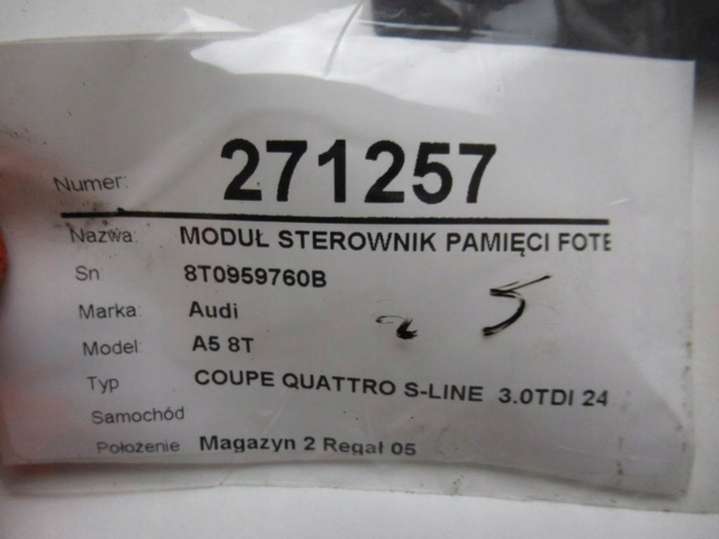 Numer: 271257
Nazwa: MODUŁ STEROWNIK PAMIĘCI FOTE
Sn 8T0959760B
Marka: Audi
Model: A5 8T
Typ COUPE QUATTRO S-LINE 3.0TDI 24
Samochód
Położenie Magazyn 2 Regał 05